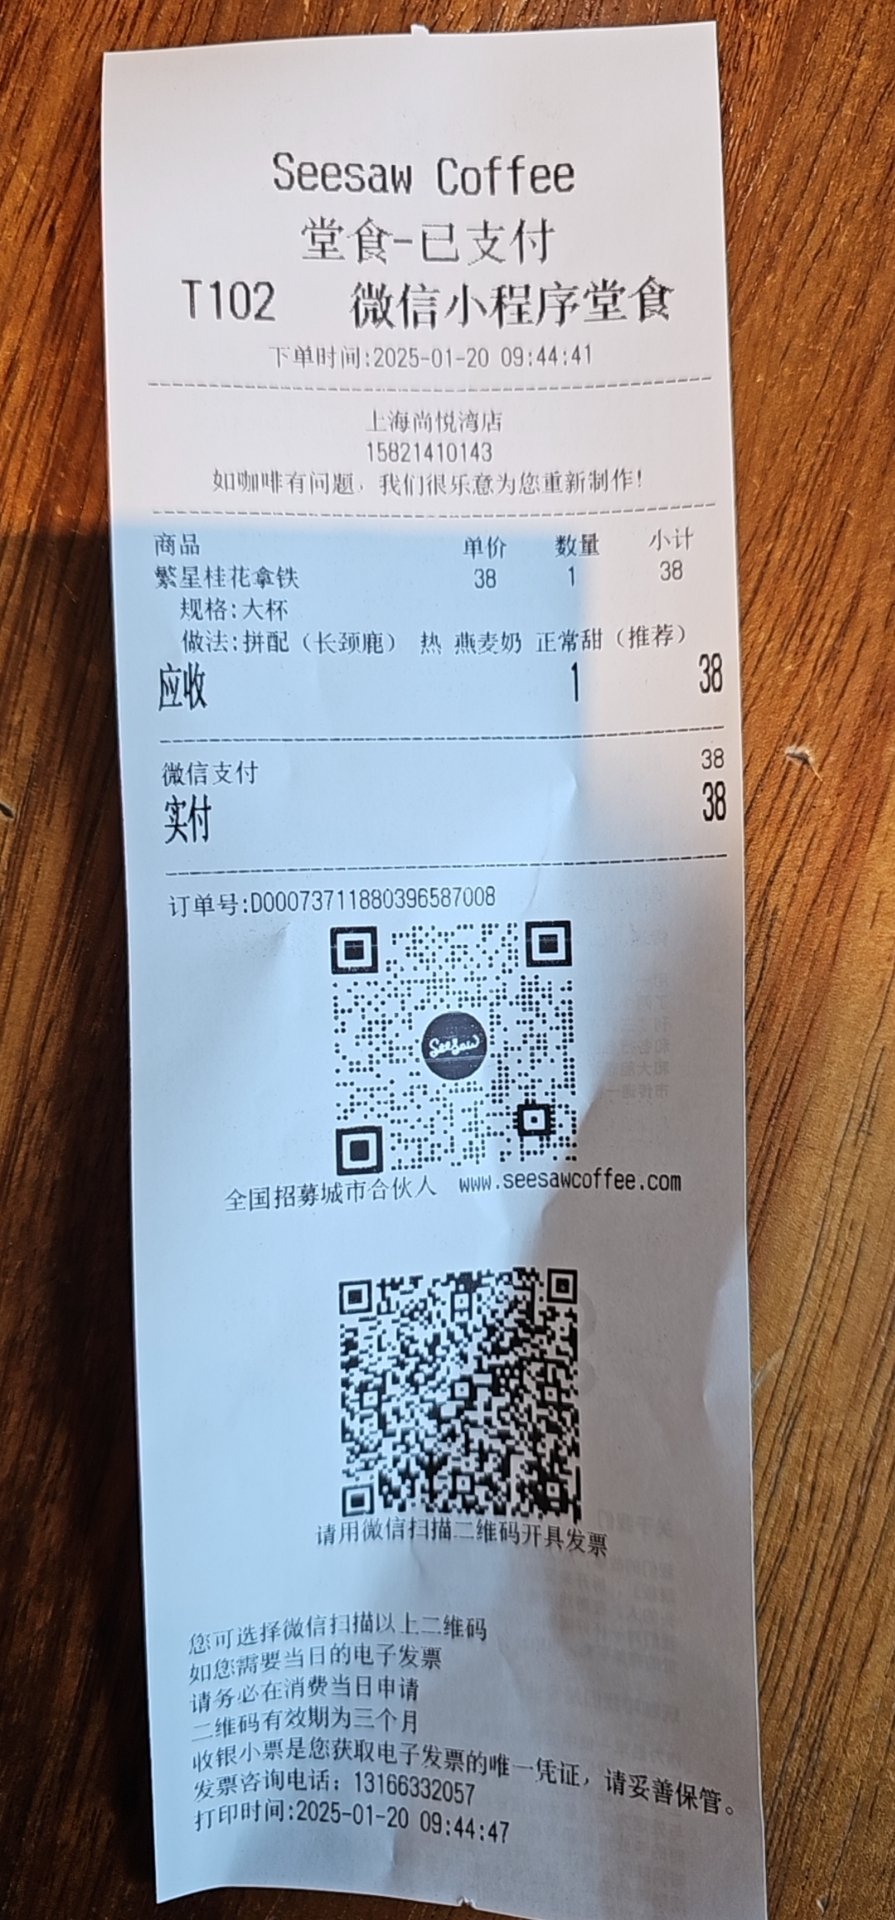 Seesaw Coffee
堂食-已支付
T102 微信小程序堂食
下单时间:2025-01-20 09:44:41
上海尚悦湾店
15821410143
如咖啡有问题，我们很乐意为您重新制作！
商品 单价 数量 小计
繁星桂花拿铁 38 1 38
规格:大杯
做法:拼配（长颈鹿） 热 燕麦奶 正常甜（推荐）
应收 1 38
微信支付 38
实付 38
订单号:D000737118803965870​08
Seesaw
全国招募城市合伙人 www.seesawcoffee.com
请用微信扫描二维码开具发票
您可选择微信扫描以上二维码
如您需要当日的电子发票
请务必在消费当日申请
二维码有效期为三个月
收银小票是您获取电子发票的唯一凭证，请妥善保管。
发票咨询电话：13166332057
打印时间:2025-01-20 09:44:47